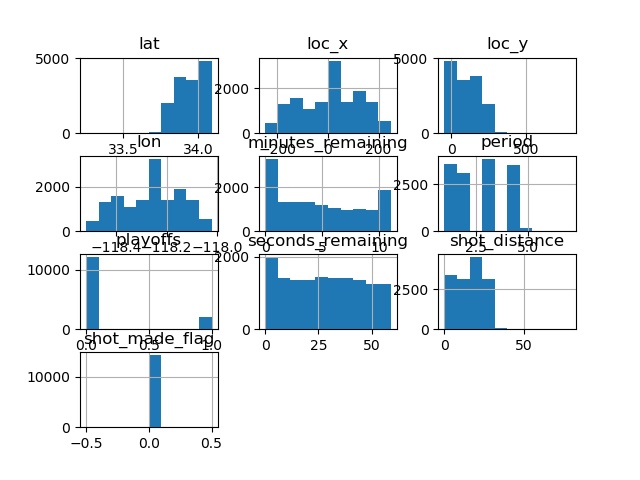 lat loc_x loc_y
5000
0
33.5 34.0
2000
0
−200 0 200
5000
0
0 500
lon minutes_remaining period
2000
0
−118.4 −118.2 −118.0
2000
0
0 5 10
2500
0
2.5 5.0
playoffs seconds_remaining shot_distance
10000
0
0.0 0.5 1.0
2000
0
0 25 50
2500
0
0 50
shot_made_flag
10000
0
−0.5 0.0 0.5